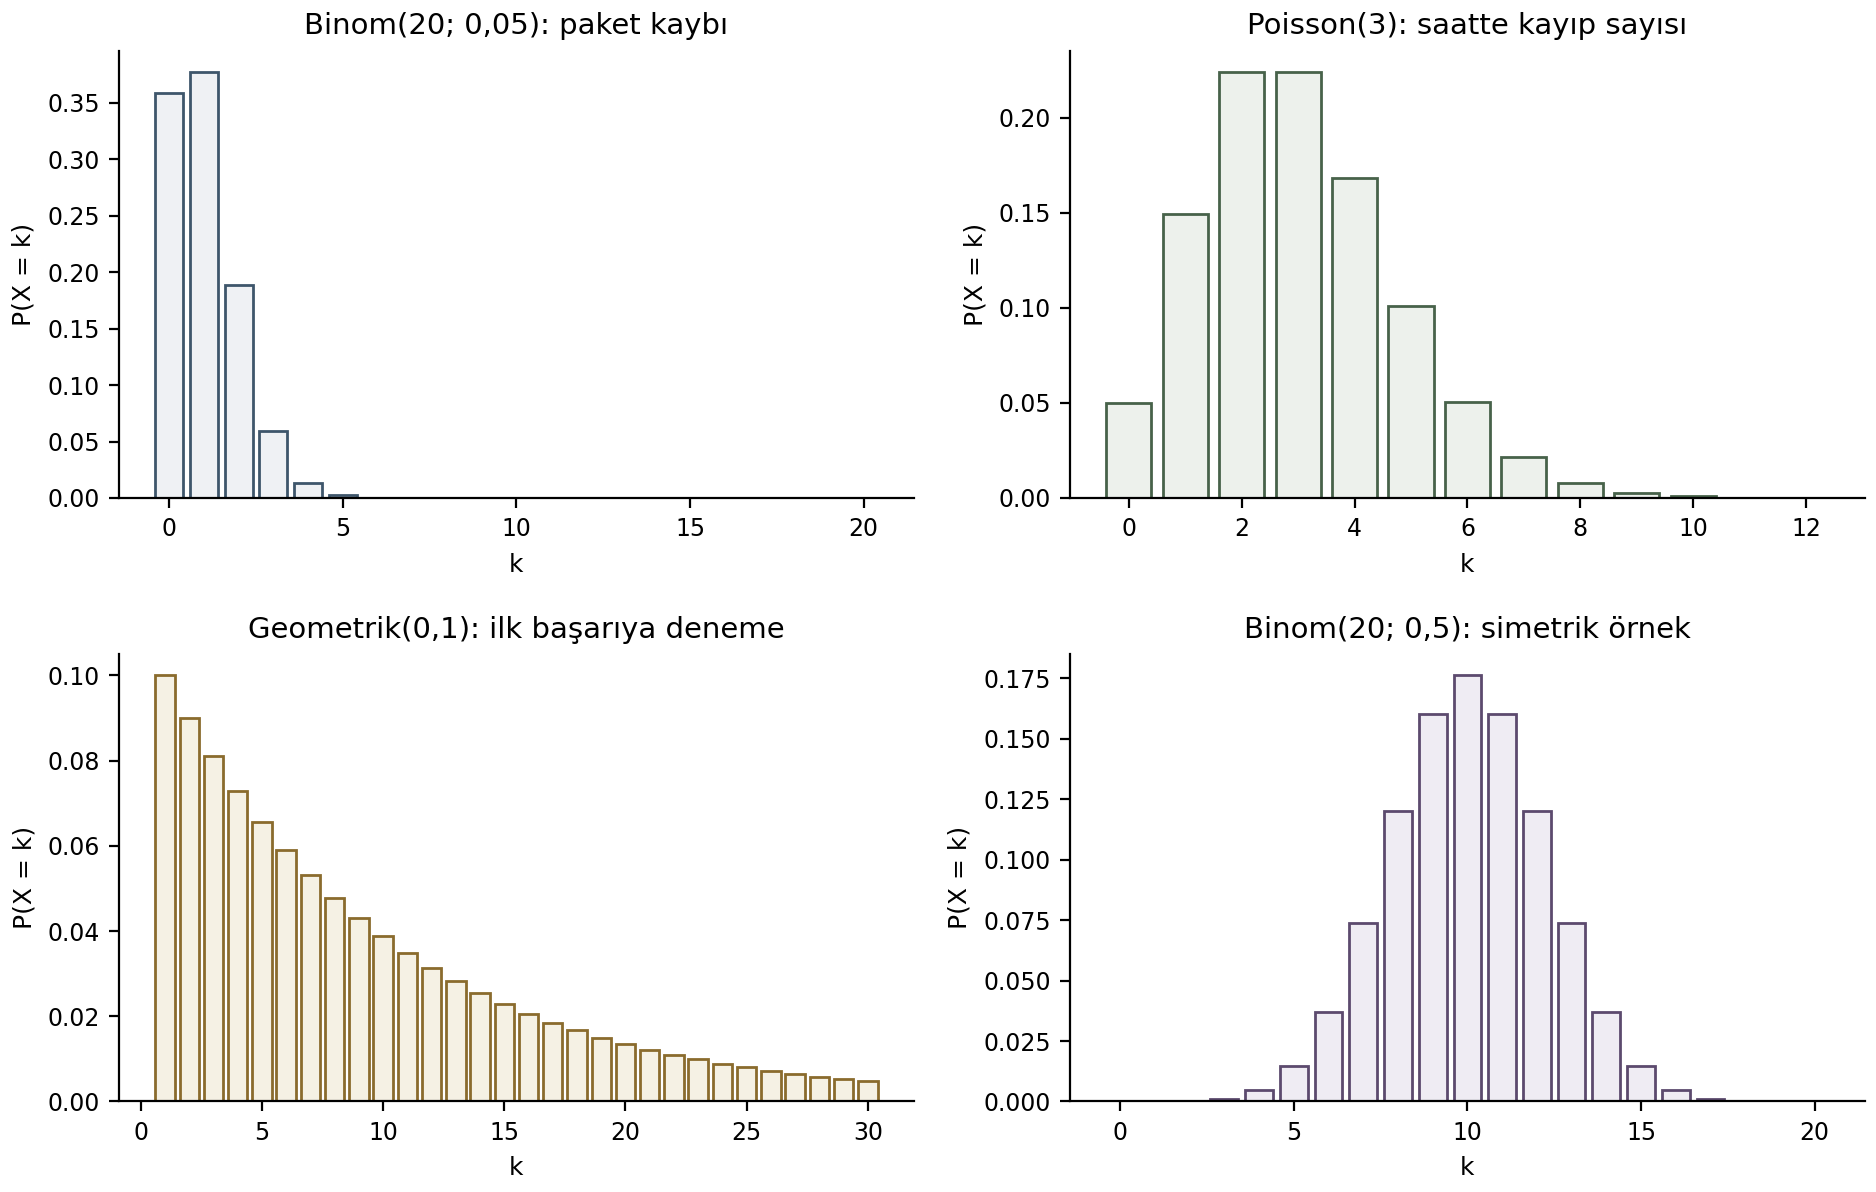 Binom(20; 0,05): paket kaybı
P(X = k)
0.35
0.30
0.25
0.20
0.15
0.10
0.05
0.00
0 5 10 15 20
k
Poisson(3): saatte kayıp sayısı
P(X = k)
0.20
0.15
0.10
0.05
0.00
0 2 4 6 8 10 12
k
Geometrik(0,1): ilk başarıya deneme
P(X = k)
0.10
0.08
0.06
0.04
0.02
0.00
0 5 10 15 20 25 30
k
Binom(20; 0,5): simetrik örnek
P(X = k)
0.175
0.150
0.125
0.100
0.075
0.050
0.025
0.000
0 5 10 15 20
k